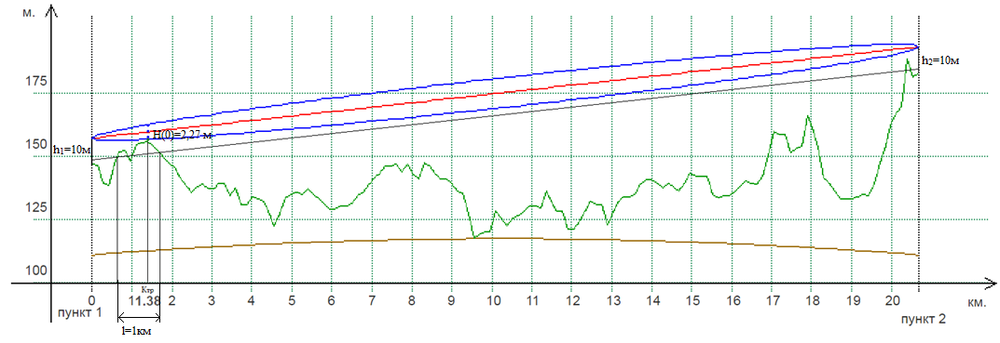 м.
175
150
125
100
h1=10м
H(0)=2,27 м
h2=10м
Ктр
0 11.38 2 3 4 5 6 7 8 9 10 11 12 13 14 15 16 17 18 19 20 км.
пункт 1
пункт 2
l=1км